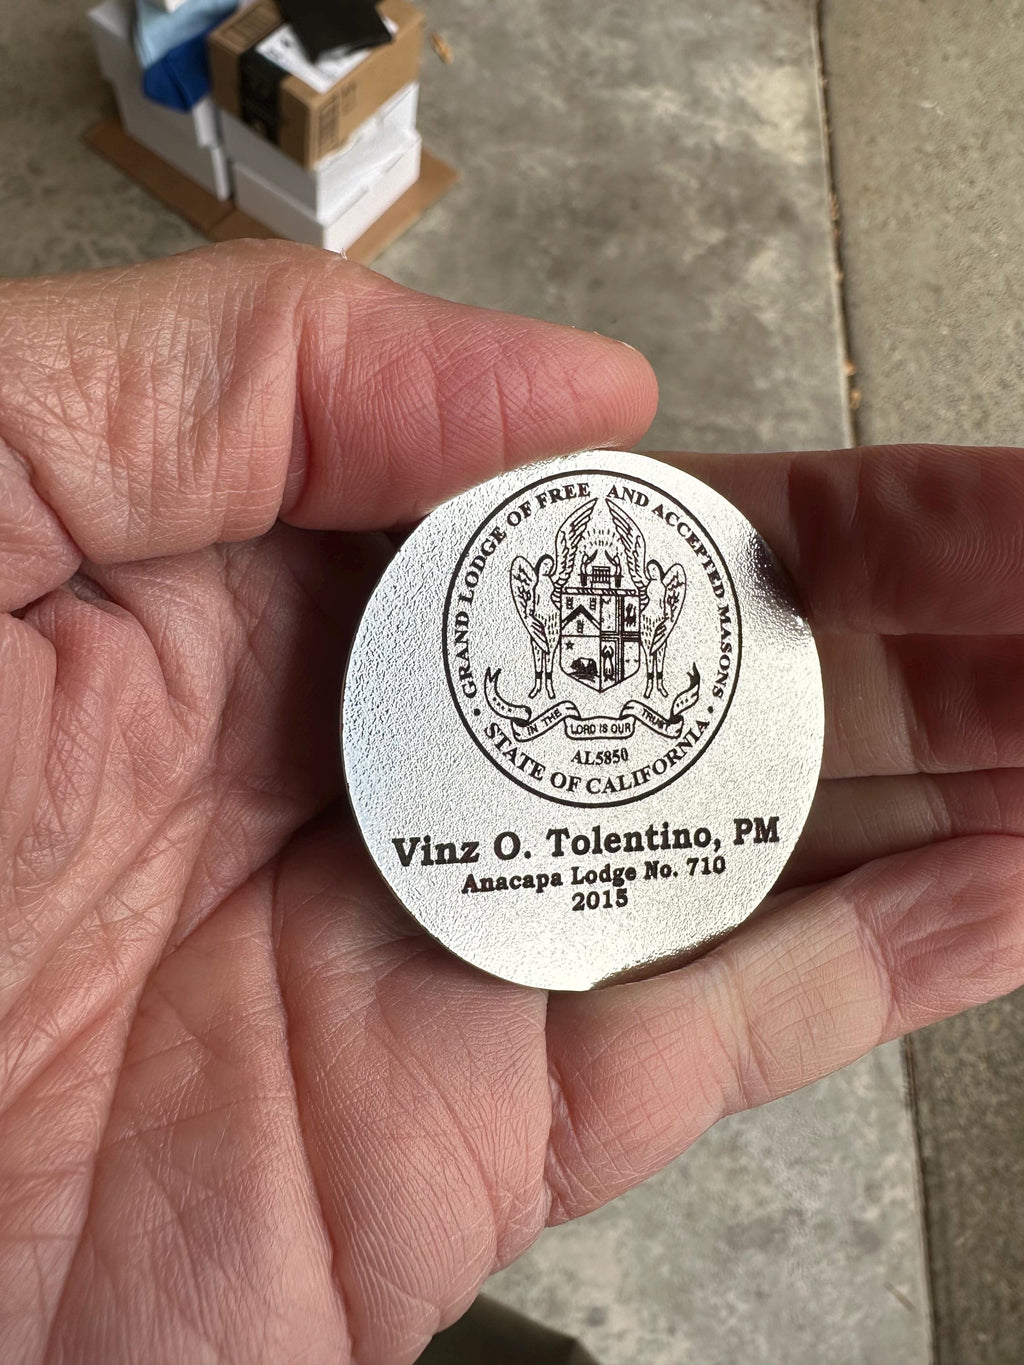 GRAND LODGE OF FREE AND ACCEPTED MASONS
IN THE LORD IS OUR TRUST
AL5850
• STATE OF CALIFORNIA •
Vinz O. Tolentino, PM
Anacapa Lodge No. 710
2015